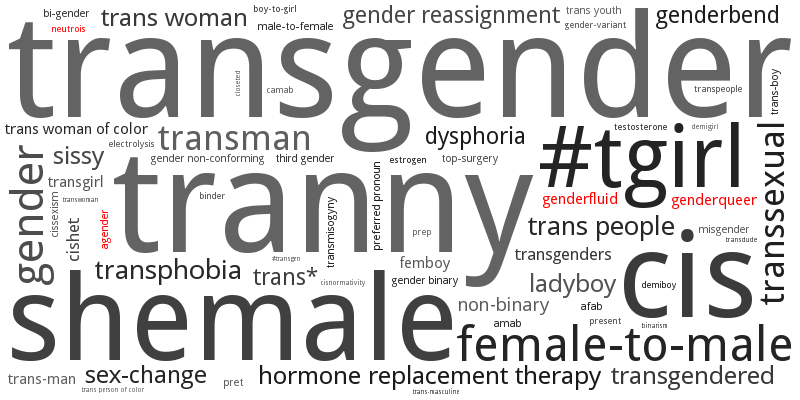 bi-gender
trans woman
boy-to-girl
gender reassignment
trans youth
genderbend
neutrois
male-to-female
gender-variant
transgender
closeted
camab
transpeople
trans-boy
trans woman of color
electrolysis
transman
dysphoria
testosterone
demigirl
#tgirl
sissy
gender non-conforming
third gender
estrogen
top-surgery
gender
transgirl
tranny
binder
preferred pronoun
genderfluid
genderqueer
transsexual
cissexism
transwoman
cishet
agender
transmisogyny
prep
trans people
misgender
transdude
#transgen
transphobia
trans*
cisnormativity
femboy
gender binary
transgenders
ladyboy
cis
demiboy
shemale
non-binary
afab
amab
present
binarism
female-to-male
trans-man
sex-change
trans person of color
pret
hormone replacement therapy
trans-masculine
transgendered